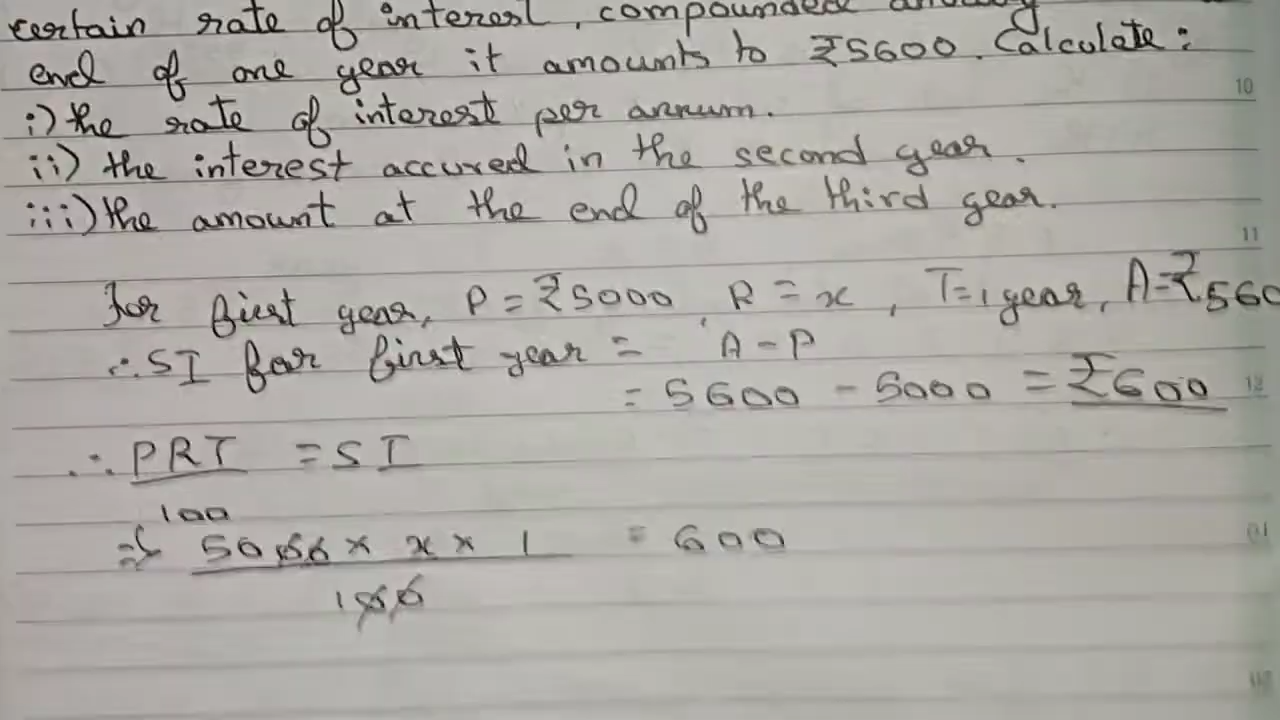 certain rate of interest, compounded
end of one year it amounts to ₹5600. Calculate:
i) the rate of interest per annum.
ii) the interest accured in the second year.
iii) the amount at the end of the third year.
For first year, P = ₹5000, R = x, T=1 year, A=₹560
∴ SI for first year = A - P
= 5600 - 5000 = ₹600
∴ PRT = SI
100
⇒ 5000 × x × 1 = 600
100
10
11
12